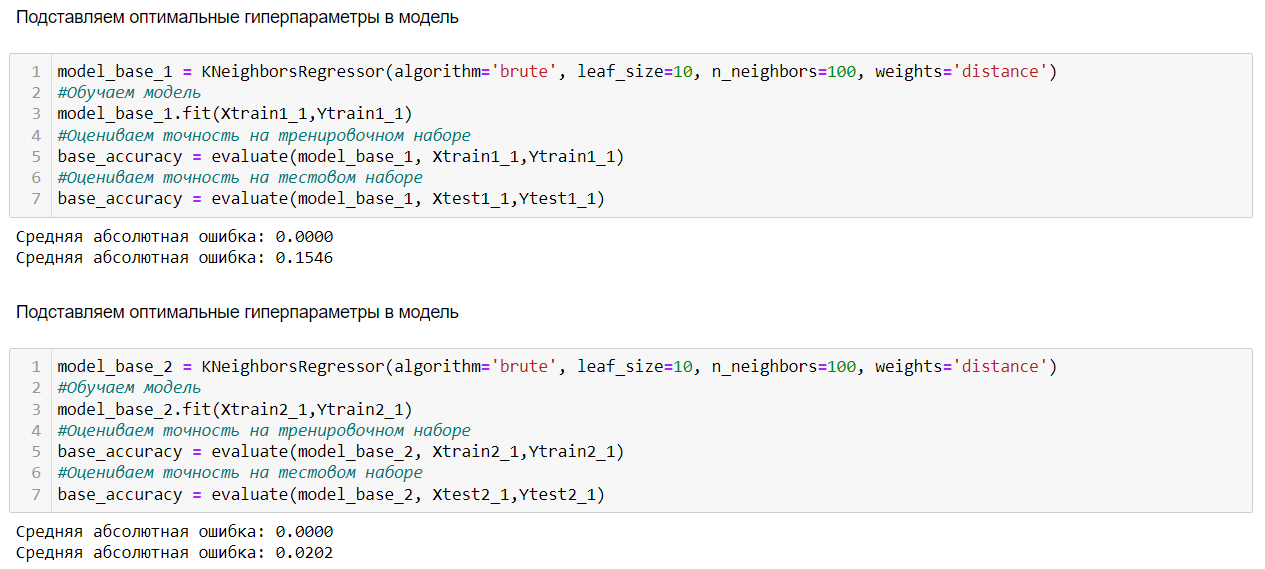 Подставляем оптимальные гиперпараметры в модель
1 model_base_1 = KNeighborsRegressor(algorithm='brute', leaf_size=10, n_neighbors=100, weights='distance')
2 #Обучаем модель
3 model_base_1.fit(Xtrain1_1,Ytrain1_1)
4 #Оцениваем точность на тренировочном наборе
5 base_accuracy = evaluate(model_base_1, Xtrain1_1,Ytrain1_1)
6 #Оцениваем точность на тестовом наборе
7 base_accuracy = evaluate(model_base_1, Xtest1_1,Ytest1_1)
Средняя абсолютная ошибка: 0.0000
Средняя абсолютная ошибка: 0.1546
Подставляем оптимальные гиперпараметры в модель
1 model_base_2 = KNeighborsRegressor(algorithm='brute', leaf_size=10, n_neighbors=100, weights='distance')
2 #Обучаем модель
3 model_base_2.fit(Xtrain2_1,Ytrain2_1)
4 #Оцениваем точность на тренировочном наборе
5 base_accuracy = evaluate(model_base_2, Xtrain2_1,Ytrain2_1)
6 #Оцениваем точность на тестовом наборе
7 base_accuracy = evaluate(model_base_2, Xtest2_1,Ytest2_1)
Средняя абсолютная ошибка: 0.0000
Средняя абсолютная ошибка: 0.0202